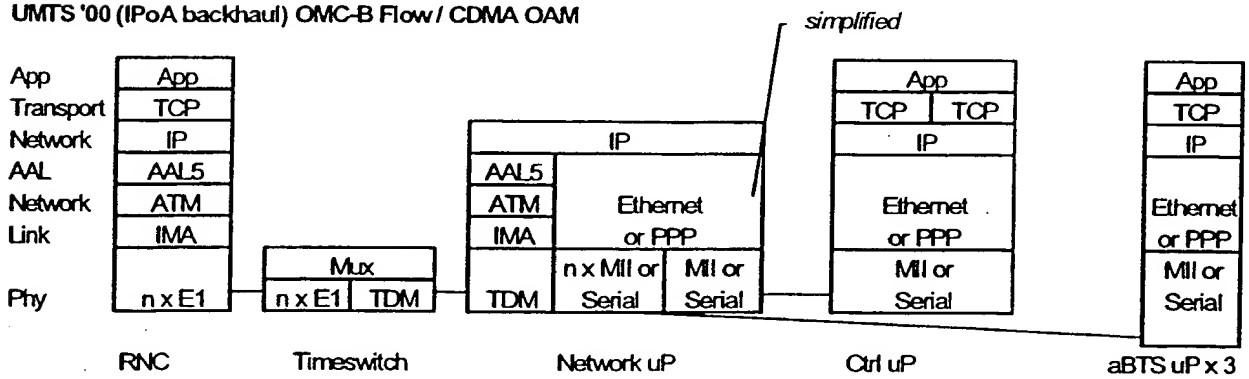 UMTS '00 (IPoA backhaul) OMC-B Flow / CDMA OAM
simplified
App App App App
Transport TCP TCP TCP TCP
Network IP IP IP IP
AAL AAL5 AAL5
Network ATM ATM Ethernet Ethernet Ethernet
Link IMA IMA or PPP or PPP or PPP
Mux n x MII or MII or MII or MII or
Phy n x E1 n x E1 TDM TDM Serial Serial Serial Serial
RNC Timeswitch Network uP Ctrl uP aBTS uP x 3